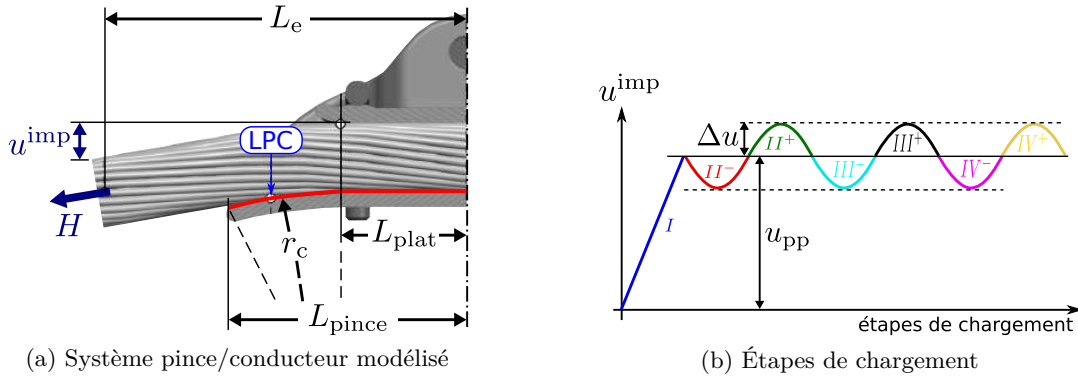 L_e
u^imp
LPC
H
r_c
L_plat
L_pince
(a) Système pince/conducteur modélisé
u^imp
Δu
II^+
III^+
IV^+
II^-
III^-
IV^-
I
u_pp
étapes de chargement
(b) Étapes de chargement